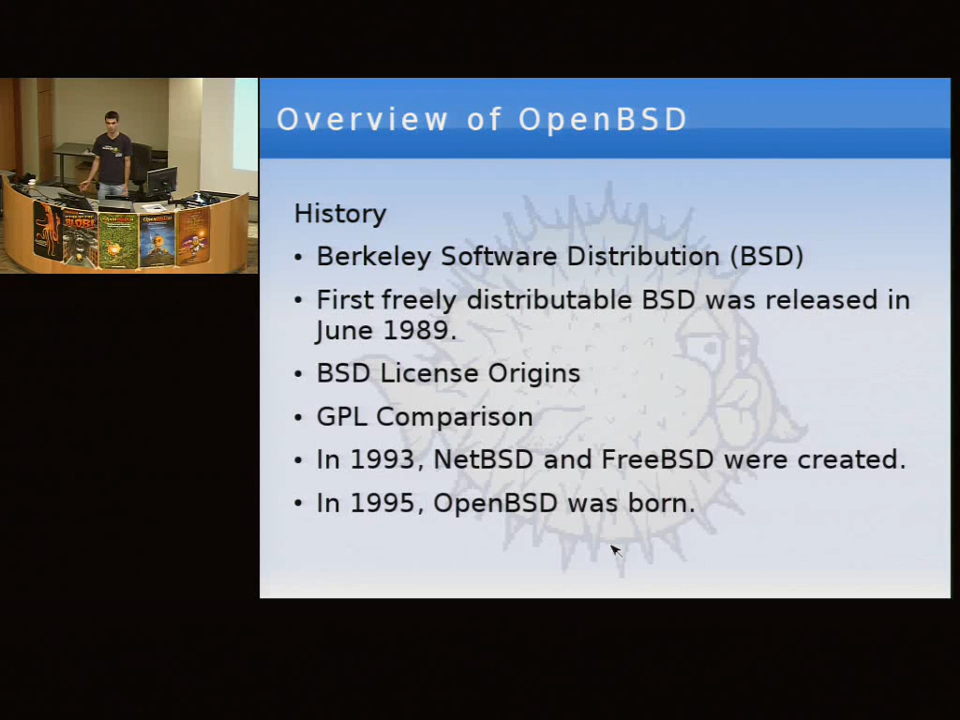 Overview of OpenBSD
History
• Berkeley Software Distribution (BSD)
• First freely distributable BSD was released in
June 1989.
• BSD License Origins
• GPL Comparison
• In 1993, NetBSD and FreeBSD were created.
• In 1995, OpenBSD was born.